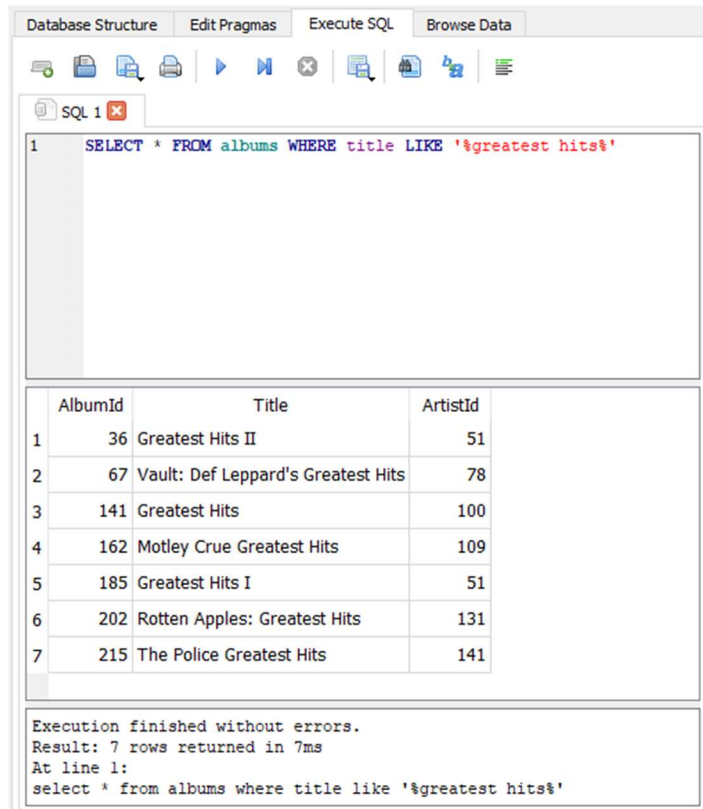 Database Structure Edit Pragmas Execute SQL Browse Data
SQL 1
1 SELECT * FROM albums WHERE title LIKE '%greatest hits%'
AlbumId Title ArtistId
1 36 Greatest Hits II 51
2 67 Vault: Def Leppard's Greatest Hits 78
3 141 Greatest Hits 100
4 162 Motley Crue Greatest Hits 109
5 185 Greatest Hits I 51
6 202 Rotten Apples: Greatest Hits 131
7 215 The Police Greatest Hits 141
Execution finished without errors.
Result: 7 rows returned in 7ms
At line 1:
select * from albums where title like '%greatest hits%'